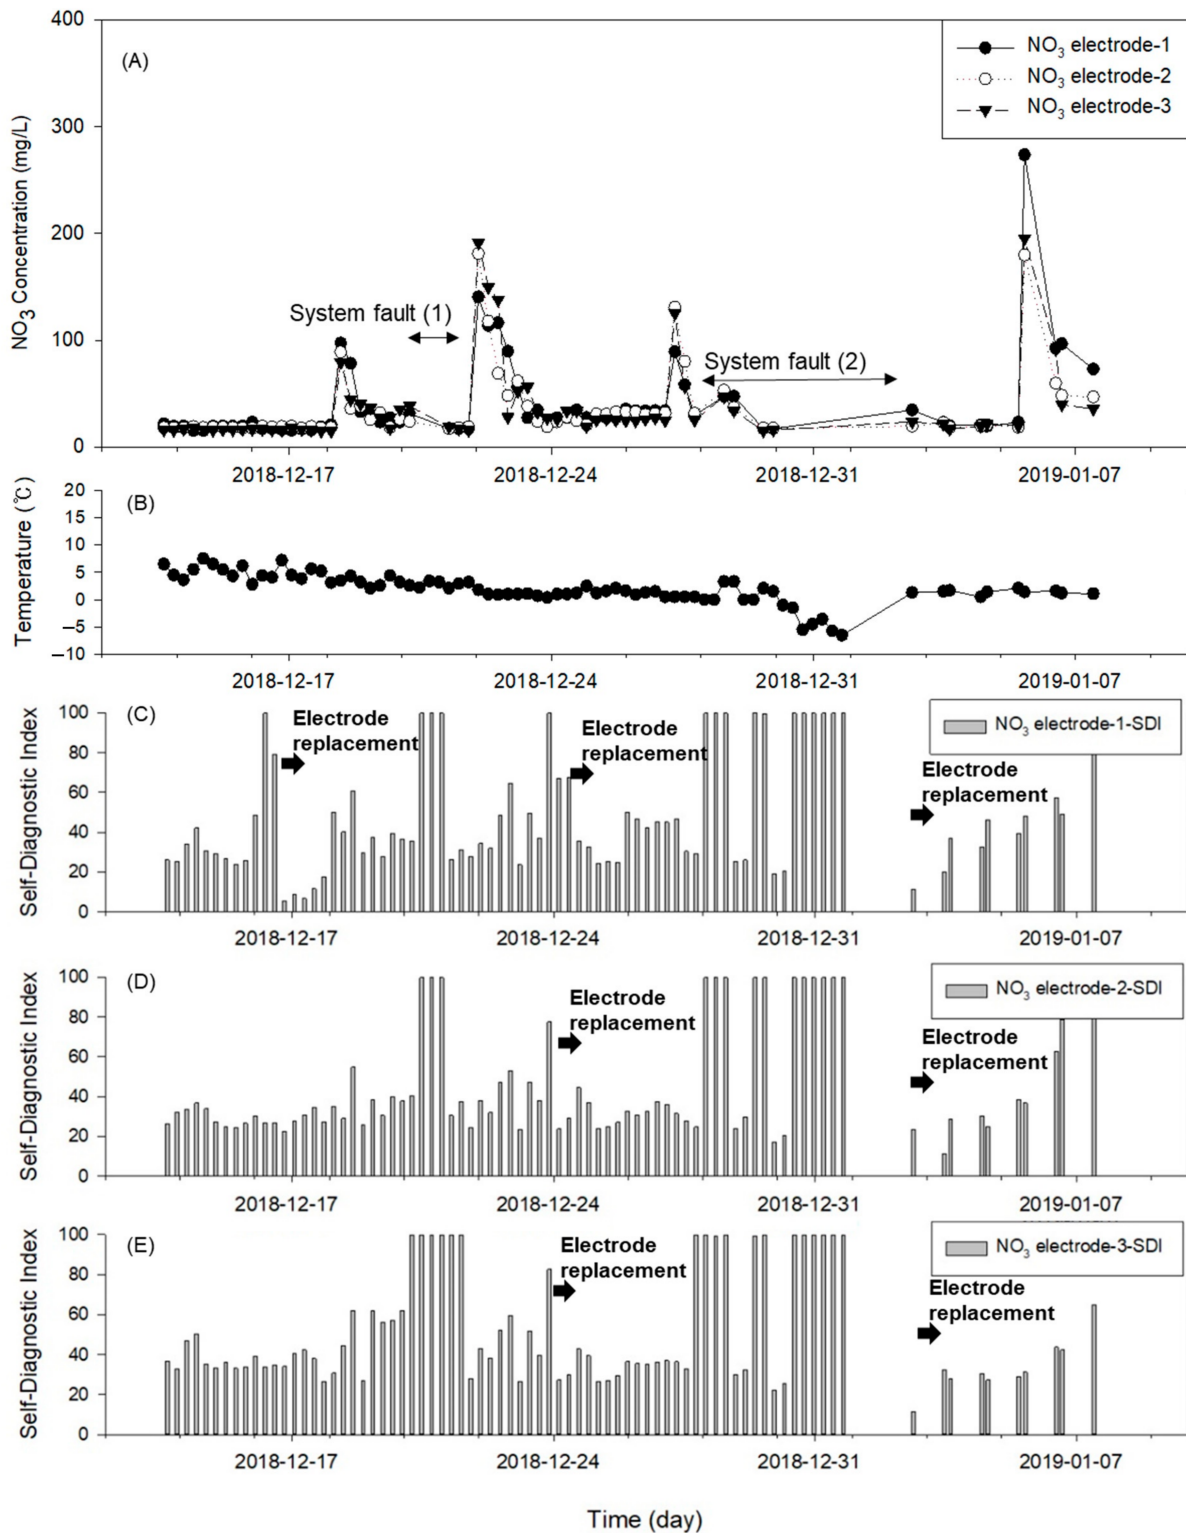 400
(A)
NO3 electrode-1
NO3 electrode-2
NO3 electrode-3
300
NO3 Concentration (mg/L)
200
System fault (1)
System fault (2)
100
0
2018-12-17 2018-12-24 2018-12-31 2019-01-07
20
(B)
15
10
5
0
–5
–10
Temperature (℃)
2018-12-17 2018-12-24 2018-12-31 2019-01-07
100
(C)
Electrode
replacement
Electrode
replacement
NO3 electrode-1-SDI
Electrode
replacement
80
60
40
20
0
Self-Diagnostic Index
2018-12-17 2018-12-24 2018-12-31 2019-01-07
100
(D)
Electrode
replacement
NO3 electrode-2-SDI
Electrode
replacement
80
60
40
20
0
Self-Diagnostic Index
2018-12-17 2018-12-24 2018-12-31 2019-01-07
100
(E)
Electrode
replacement
NO3 electrode-3-SDI
Electrode
replacement
80
60
40
20
0
Self-Diagnostic Index
2018-12-17 2018-12-24 2018-12-31 2019-01-07
Time (day)